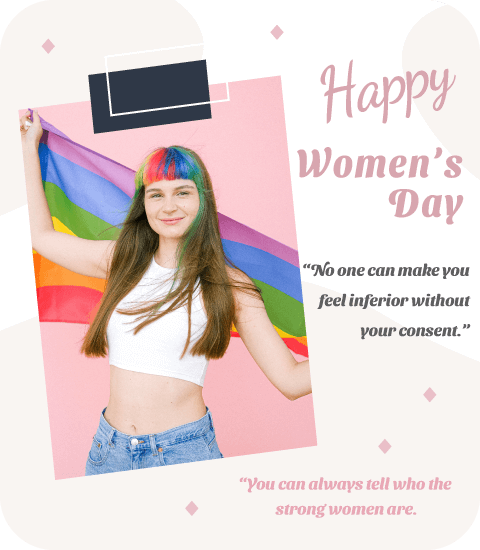 Happy
Women's
Day
“No one can make you
feel inferior without
your consent.”
“You can always tell who the
strong women are.